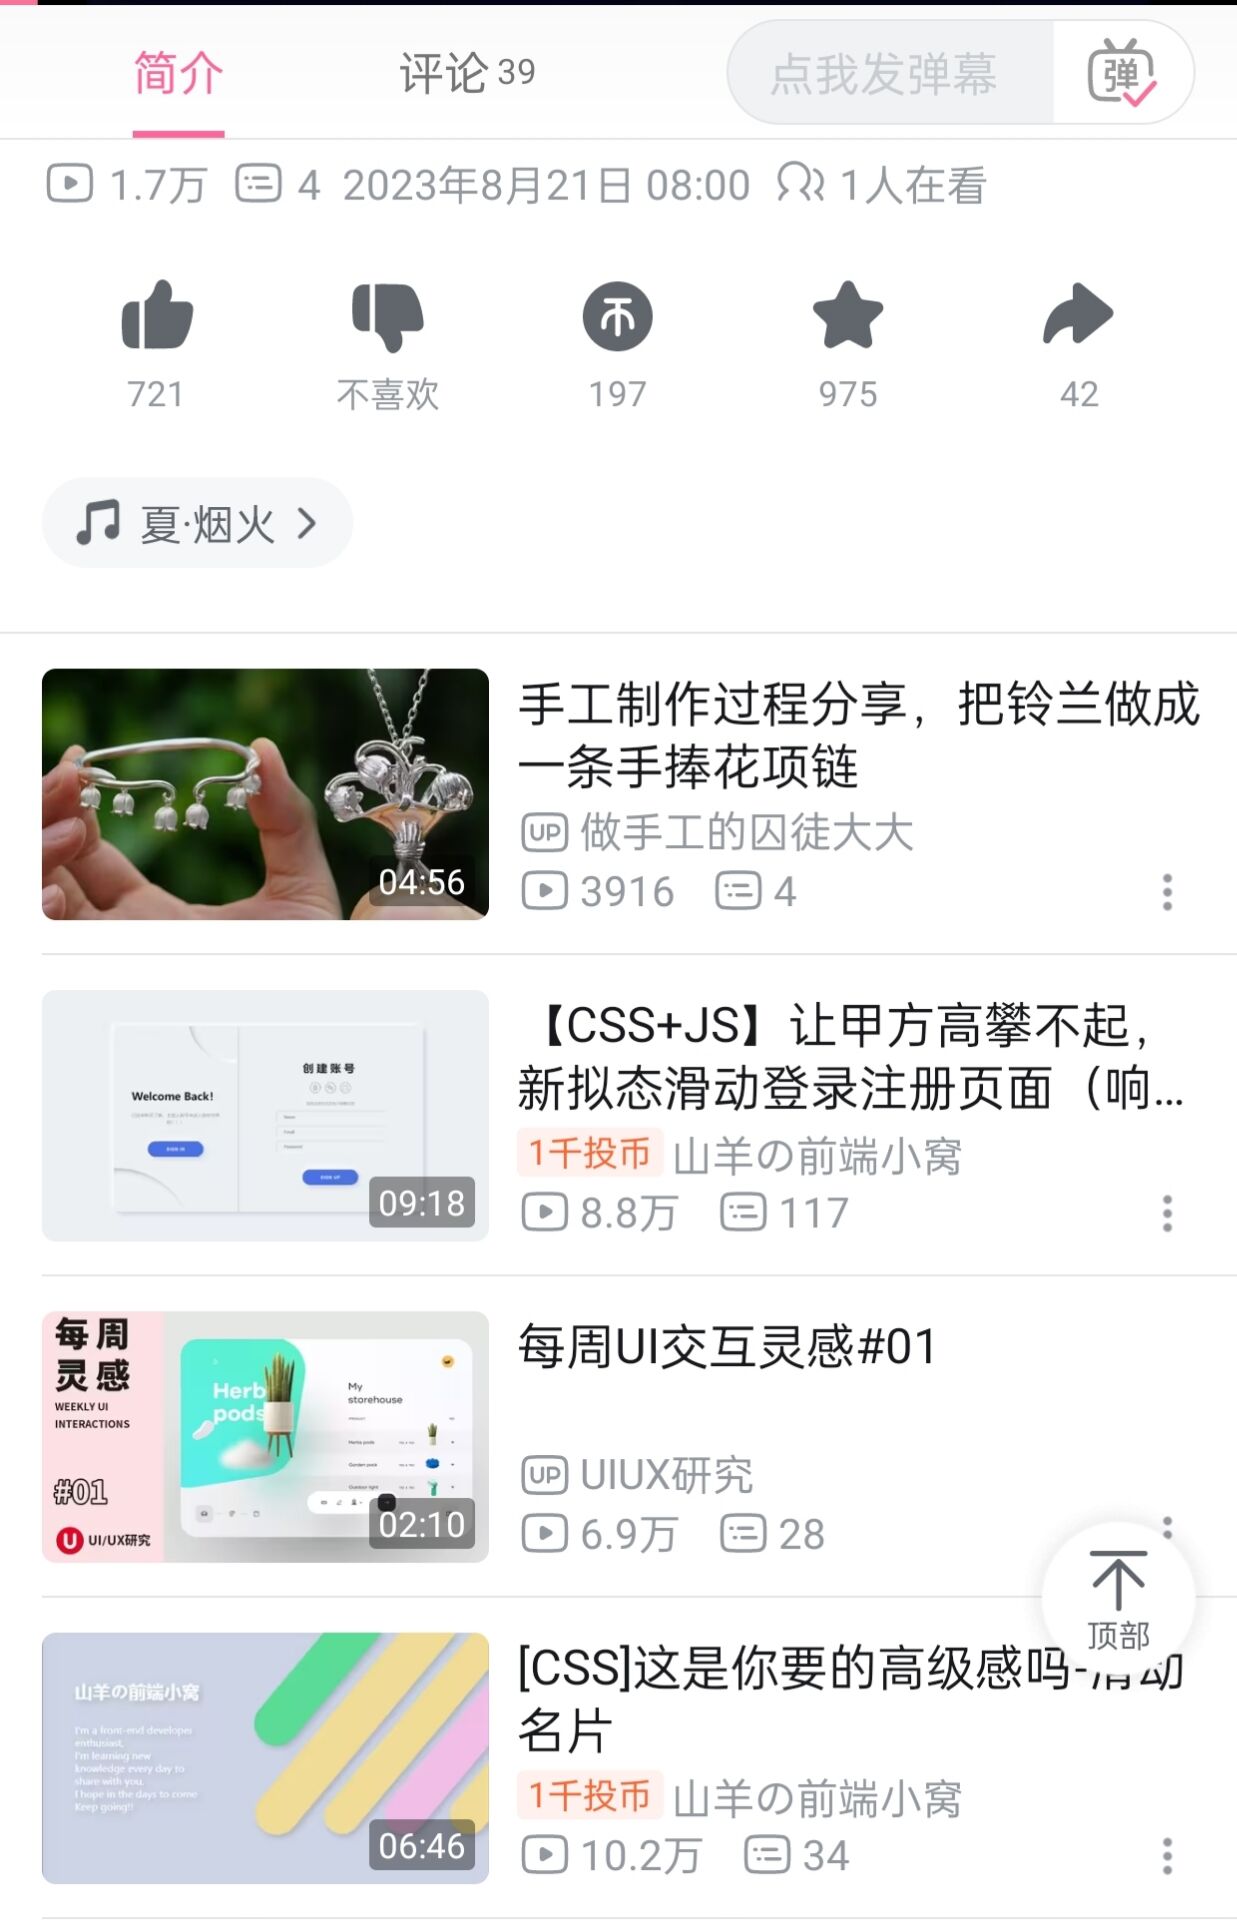 简介
评论 39
点我发弹幕
弹
1.7万 4 2023年8月21日 08:00 1人在看
721
不喜欢
197
975
42
夏·烟火
04:56
手工制作过程分享，把铃兰做成
一条手捧花项链
UP 做手工的囚徒大大
3916 4
Welcome Back!
SIGN IN
创建账号
SIGN UP
09:18
【CSS+JS】让甲方高攀不起，
新拟态滑动登录注册页面（响...
1千投币 山羊の前端小窝
8.8万 117
每周
灵感
WEEKLY UI
INTERACTIONS
#01
U UI/UX研究
Herb
pods
My
storehouse
02:10
每周UI交互灵感#01
UP UIUX研究
6.9万 28
顶部
山羊の前端小窝
I'm a front-end developer
enthusiast,
I'm learning new
knowledge every day to
share with you.
I hope in the days to come
Keep going!!
06:46
[CSS]这是你要的高级感吗-滑动
名片
1千投币 山羊の前端小窝
10.2万 34